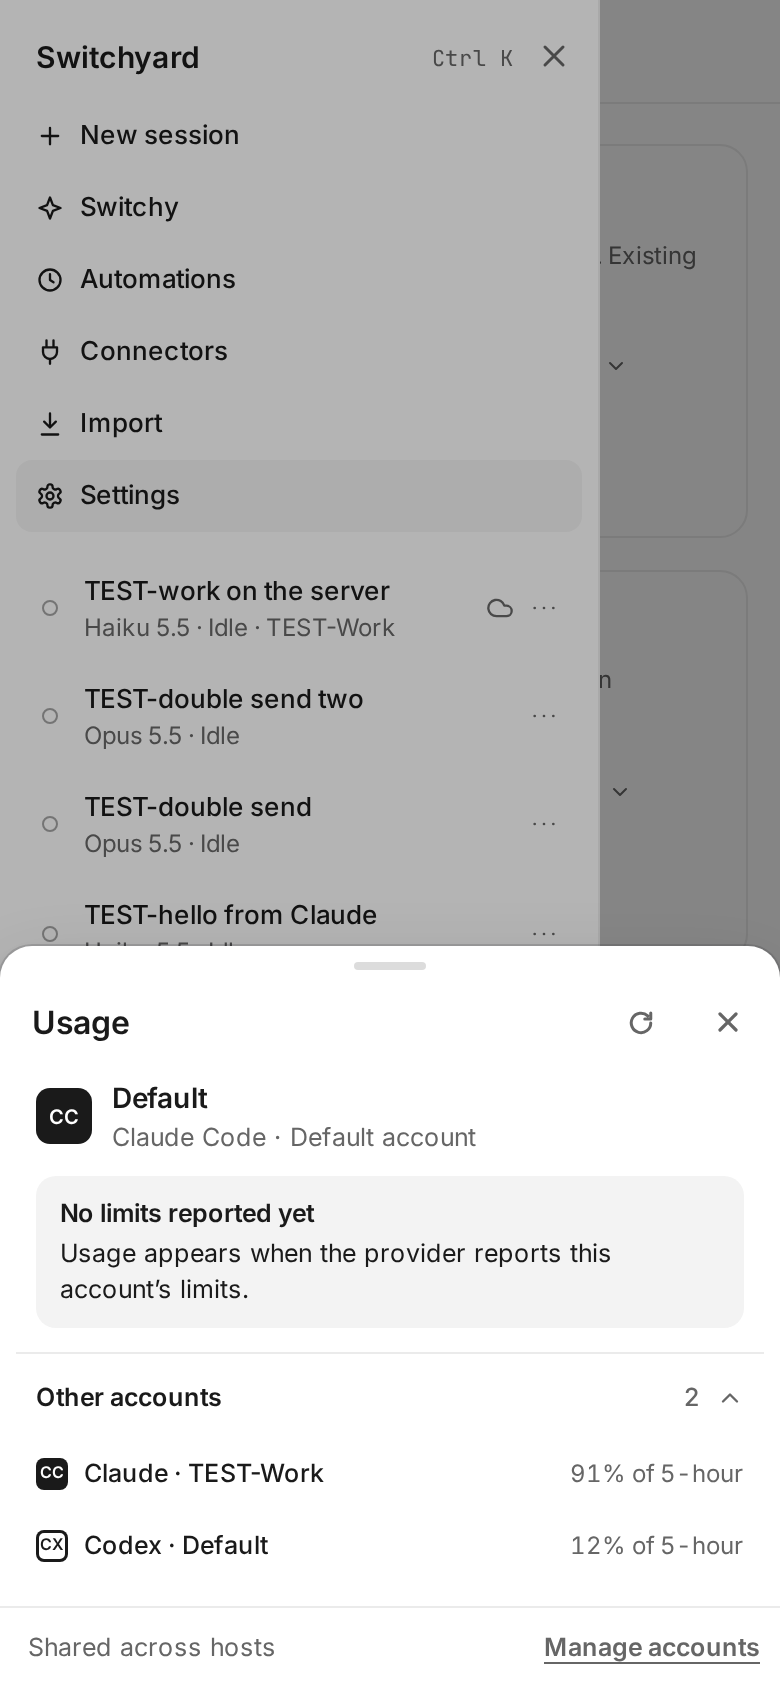 Switchyard
Ctrl K
New session
Switchy
Automations
Connectors
Import
Settings
. Existing
n
TEST-work on the server
Haiku 5.5 · Idle · TEST-Work
TEST-double send two
Opus 5.5 · Idle
TEST-double send
Opus 5.5 · Idle
TEST-hello from Claude
Usage
CC
Default
Claude Code · Default account
No limits reported yet
Usage appears when the provider reports this
account’s limits.
Other accounts
2
CC Claude · TEST-Work
91% of 5-hour
CX Codex · Default
12% of 5-hour
Shared across hosts
Manage accounts